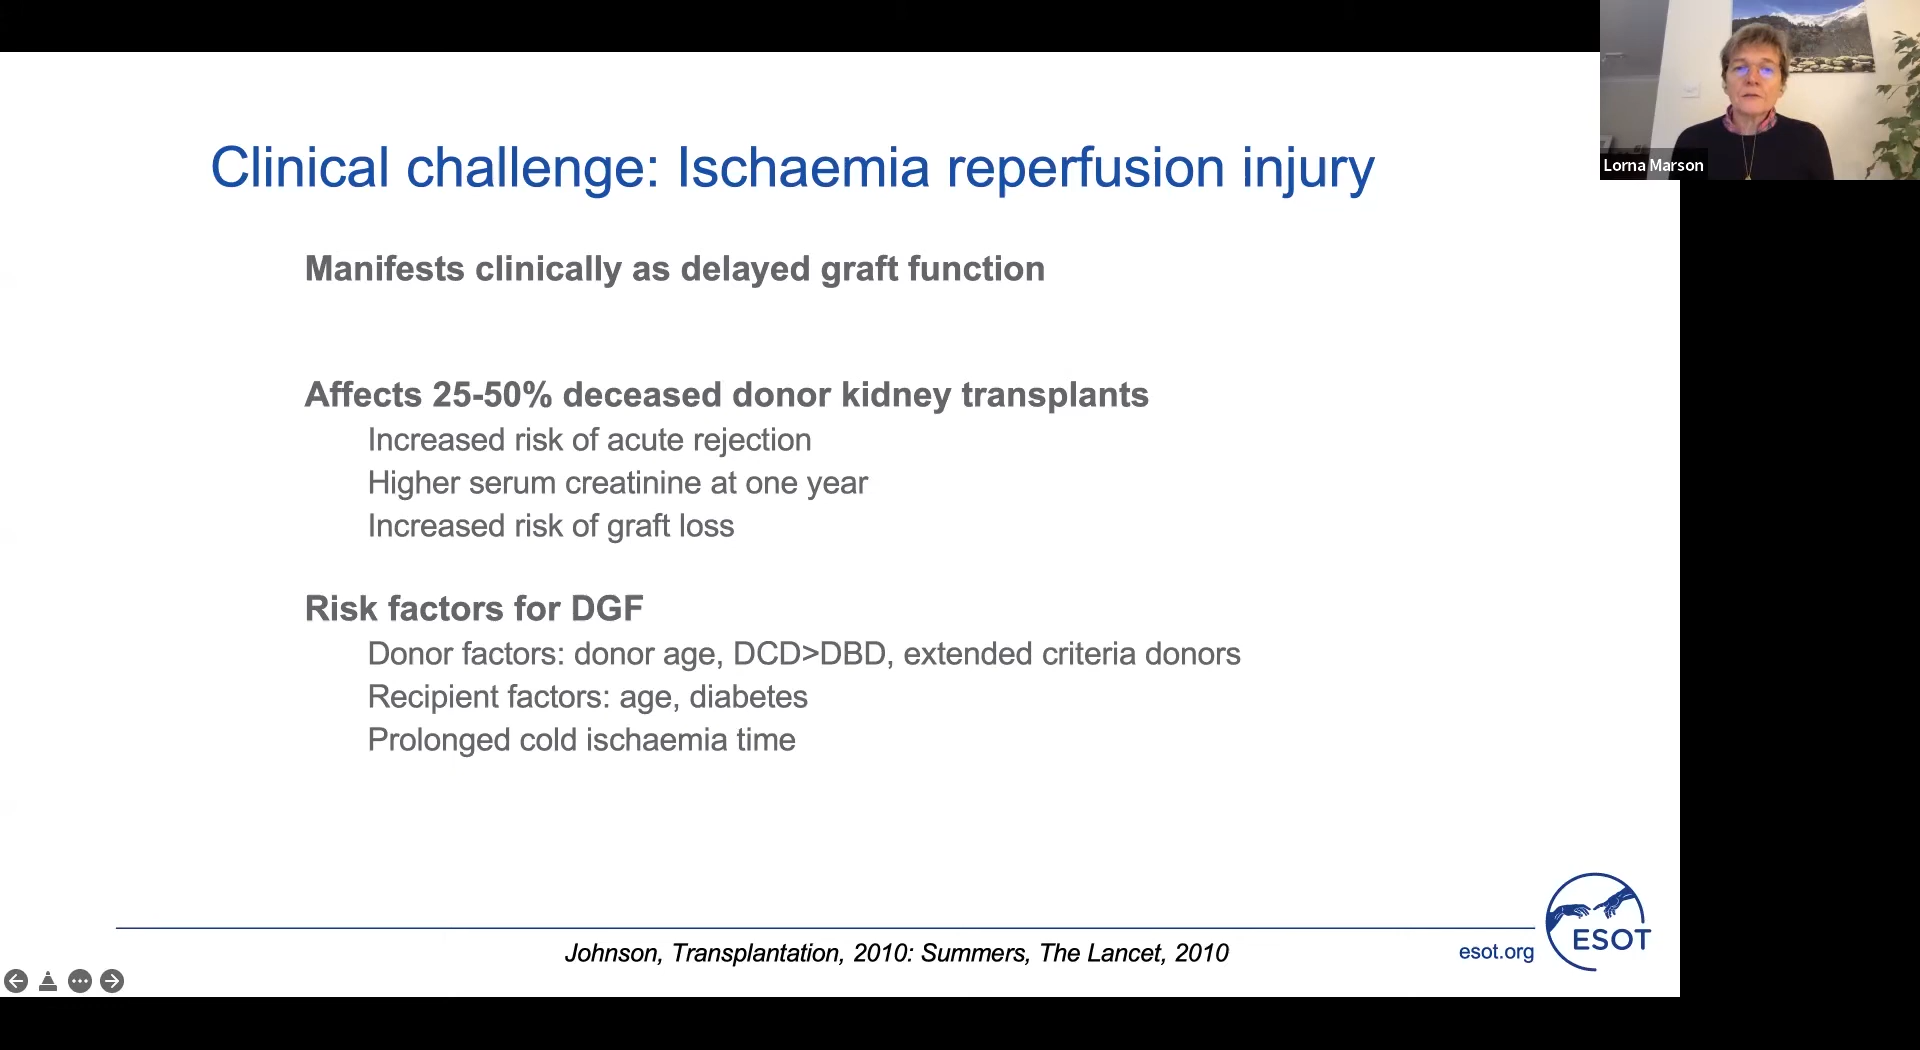 Clinical challenge: Ischaemia reperfusion injury
Manifests clinically as delayed graft function
Affects 25-50% deceased donor kidney transplants
Increased risk of acute rejection
Higher serum creatinine at one year
Increased risk of graft loss
Risk factors for DGF
Donor factors: donor age, DCD>DBD, extended criteria donors
Recipient factors: age, diabetes
Prolonged cold ischaemia time
Johnson, Transplantation, 2010: Summers, The Lancet, 2010
esot.org
ESOT
Lorna Marson